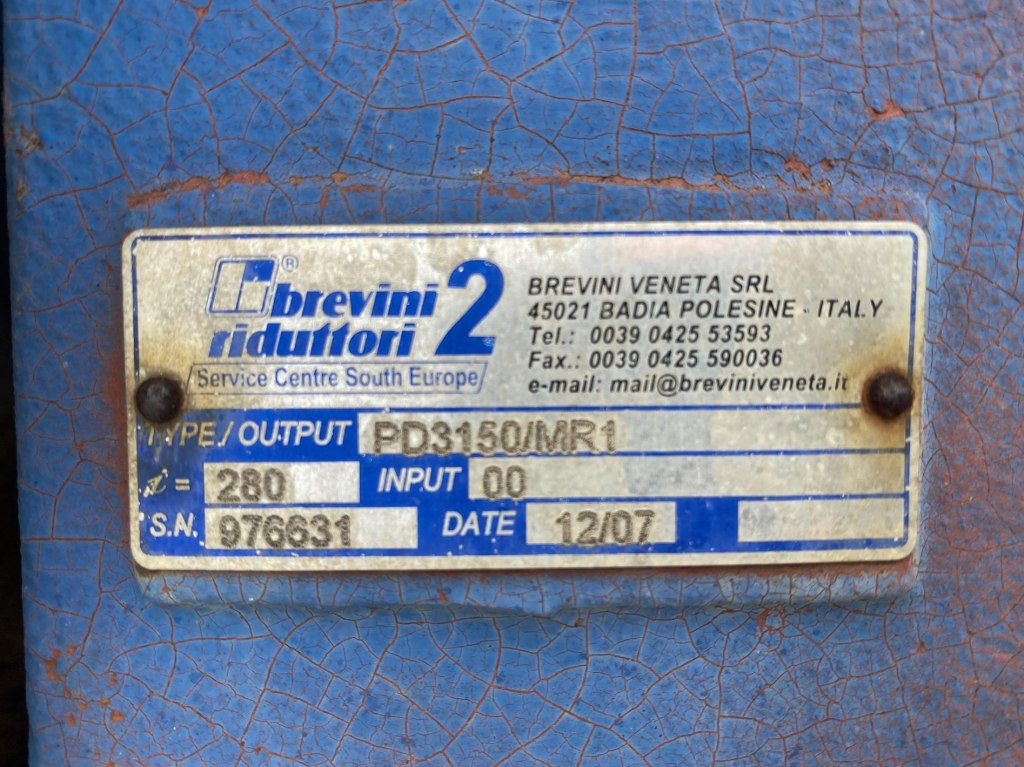 ® brevini 2
riduttori
Service Centre South Europe
BREVINI VENETA SRL
45021 BADIA POLESINE - ITALY
Tel.: 0039 0425 53593
Fax.: 0039 0425 590036
e-mail: mail@breviniveneta.it
TYPE / OUTPUT PD3150/MR1
i = 280 INPUT 00
S.N. 976631 DATE 12/07